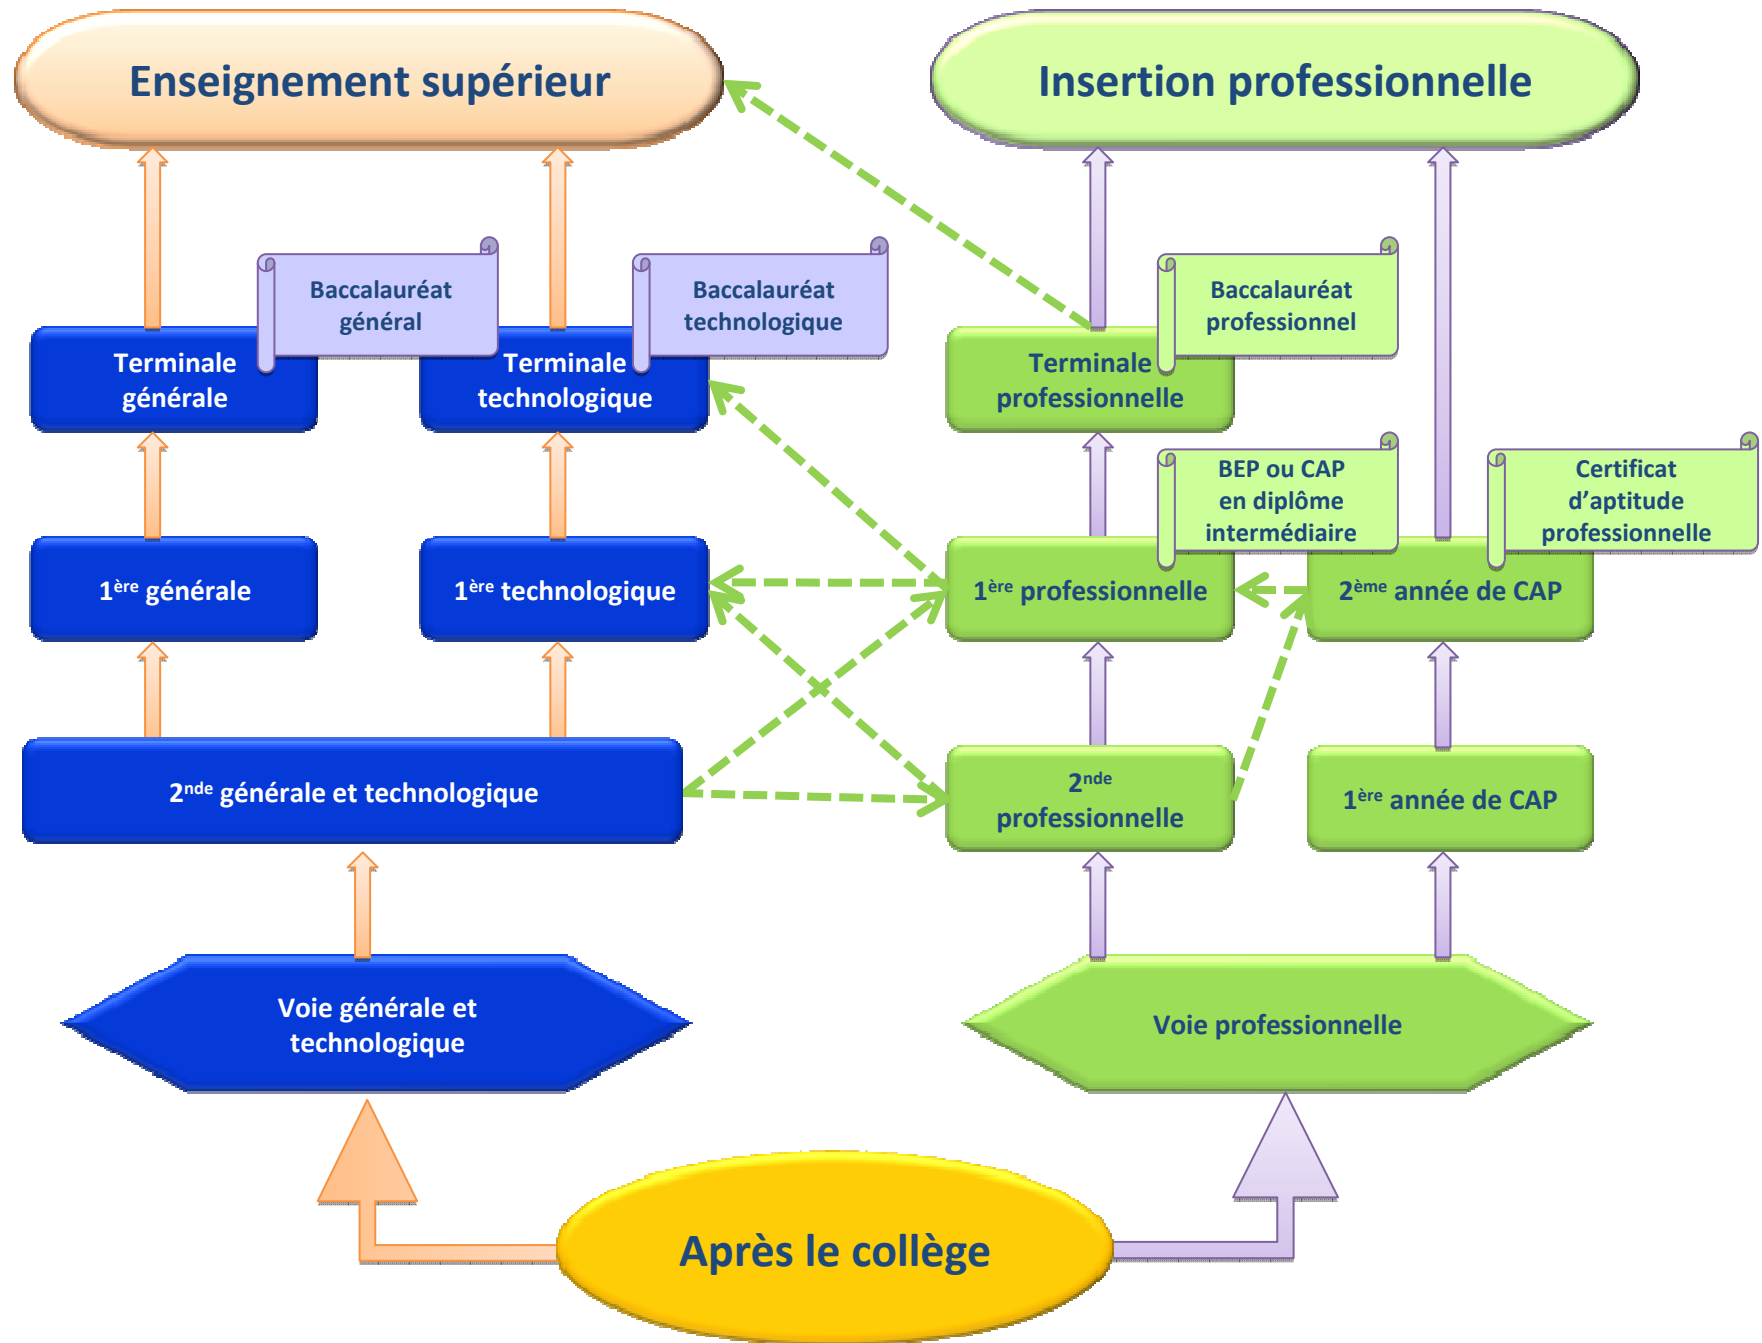 Enseignement supérieur
Insertion professionnelle
Baccalauréat
général
Baccalauréat
technologique
Baccalauréat
professionnel
Terminale
générale
Terminale
technologique
Terminale
professionnelle
BEP ou CAP
en diplôme
intermédiaire
Certificat
d’aptitude
professionnelle
1ère générale
1ère technologique
1ère professionnelle
2ème année de CAP
2nde générale et technologique
2nde
professionnelle
1ère année de CAP
Voie générale et
technologique
Voie professionnelle
Après le collège